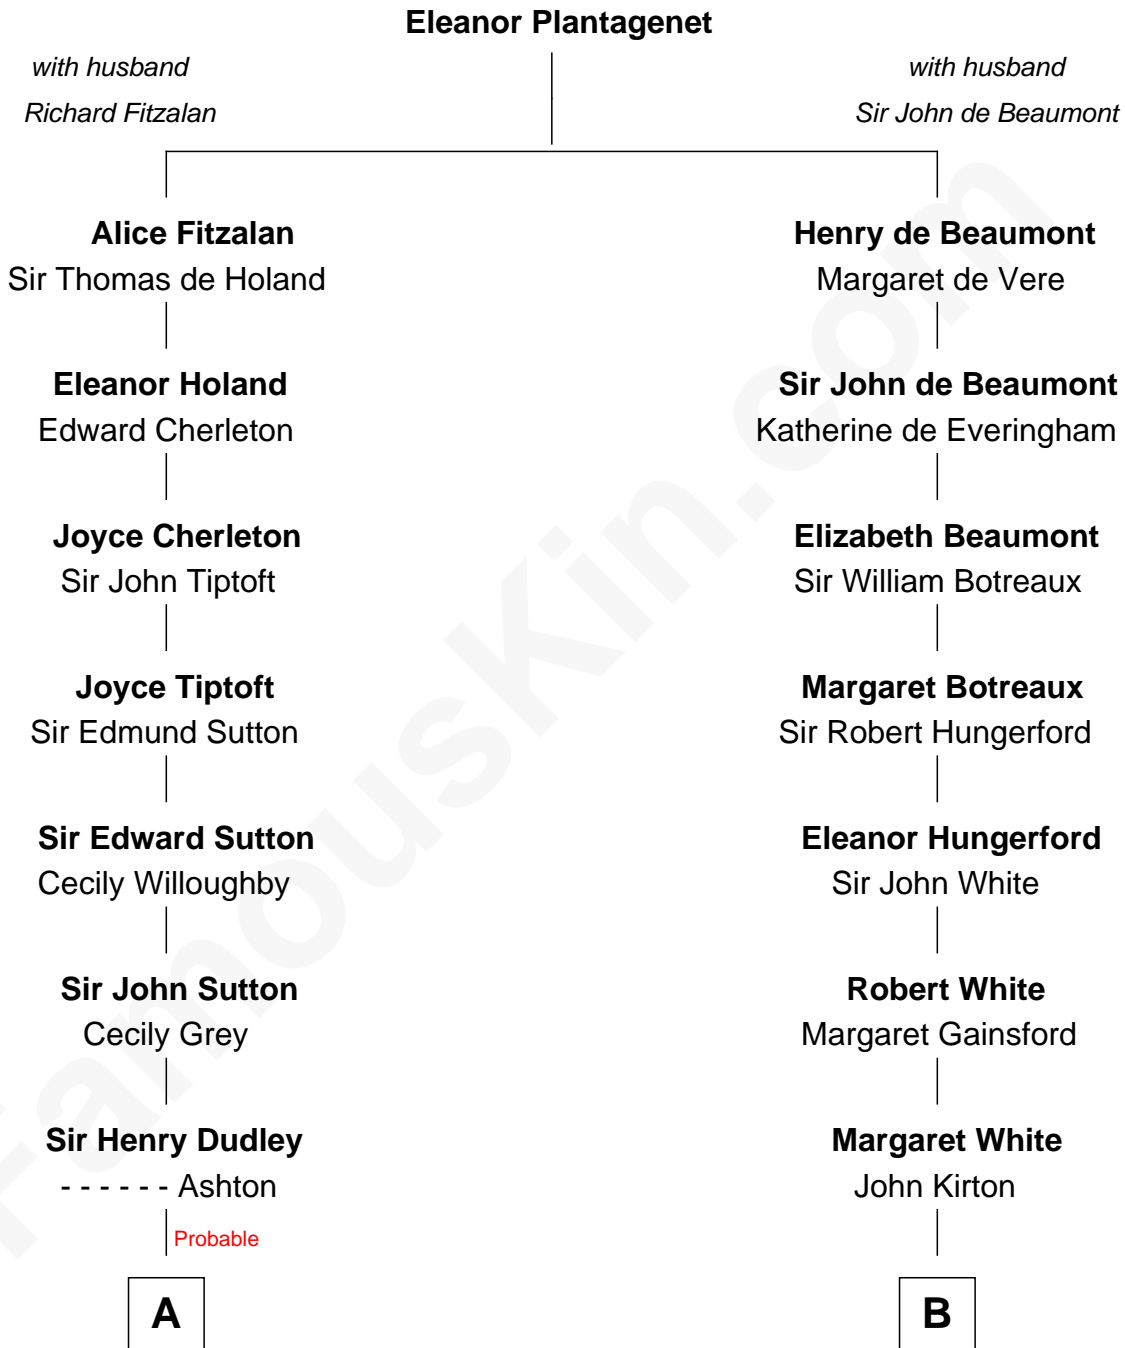 Eleanor Plantagenet
with husband
Richard Fitzalan
with husband
Sir John de Beaumont
Alice Fitzalan
Sir Thomas de Holand
Henry de Beaumont
Margaret de Vere
Eleanor Holand
Edward Cherleton
Sir John de Beaumont
Katherine de Everingham
Joyce Cherleton
Sir John Tiptoft
Elizabeth Beaumont
Sir William Botreaux
Joyce Tiptoft
Sir Edmund Sutton
Margaret Botreaux
Sir Robert Hungerford
Sir Edward Sutton
Cecily Willoughby
Eleanor Hungerford
Sir John White
Sir John Sutton
Cecily Grey
Robert White
Margaret Gainsford
Sir Henry Dudley
- - - - - - Ashton
Probable
Margaret White
John Kirton
A
B
FamousKin.com